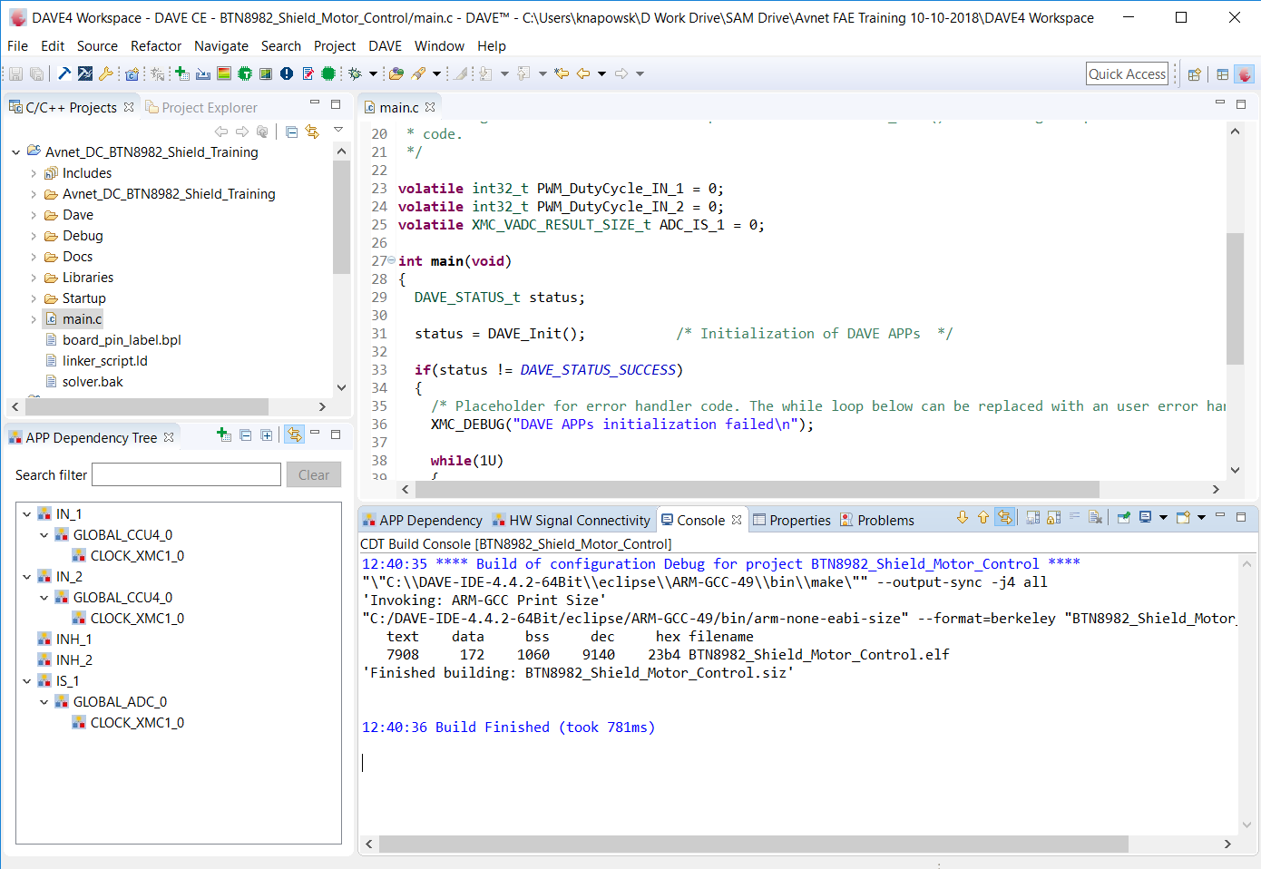 DAVE4 Workspace - DAVE CE - BTN8982_Shield_Motor_Control/main.c - DAVE™ - C:\Users\knapowsk\D Work Drive\SAM Drive\Avnet FAE Training 10-10-2018\DAVE4 Workspace
File Edit Source Refactor Navigate Search Project DAVE Window Help
Quick Access
C/C++ Projects Project Explorer
Avnet_DC_BTN8982_Shield_Training
Includes
Avnet_DC_BTN8982_Shield_Training
Dave
Debug
Docs
Libraries
Startup
main.c
board_pin_label.bpl
linker_script.ld
solver.bak
APP Dependency Tree
Search filter Clear
IN_1
GLOBAL_CCU4_0
CLOCK_XMC1_0
IN_2
GLOBAL_CCU4_0
CLOCK_XMC1_0
INH_1
INH_2
IS_1
GLOBAL_ADC_0
CLOCK_XMC1_0
main.c
20 * code.
21 */
22
23 volatile int32_t PWM_DutyCycle_IN_1 = 0;
24 volatile int32_t PWM_DutyCycle_IN_2 = 0;
25 volatile XMC_VADC_RESULT_SIZE_t ADC_IS_1 = 0;
26
27 int main(void)
28 {
29 DAVE_STATUS_t status;
30
31 status = DAVE_Init(); /* Initialization of DAVE APPs */
32
33 if(status != DAVE_STATUS_SUCCESS)
34 {
35 /* Placeholder for error handler code. The while loop below can be replaced with an user error han
36 XMC_DEBUG("DAVE APPs initialization failed\n");
37
38 while(1U)
39 {
APP Dependency HW Signal Connectivity Console Properties Problems
CDT Build Console [BTN8982_Shield_Motor_Control]
12:40:35 **** Build of configuration Debug for project BTN8982_Shield_Motor_Control ****
"\"C:\\DAVE-IDE-4.4.2-64Bit\\eclipse\\ARM-GCC-49\\bin\\make\"" --output-sync -j4 all
'Invoking: ARM-GCC Print Size'
"C:/DAVE-IDE-4.4.2-64Bit/eclipse/ARM-GCC-49/bin/arm-none-eabi-size" --format=berkeley "BTN8982_Shield_Motor_
text data bss dec hex filename
7908 172 1060 9140 23b4 BTN8982_Shield_Motor_Control.elf
'Finished building: BTN8982_Shield_Motor_Control.siz'
12:40:36 Build Finished (took 781ms)